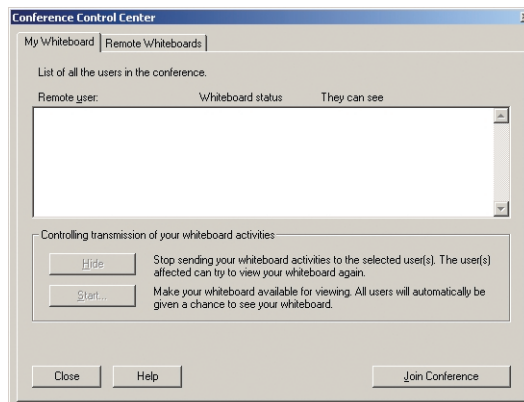 Conference Control Center
My Whiteboard Remote Whiteboards
List of all the users in the conference.
Remote user: Whiteboard status They can see
Controlling transmission of your whiteboard activities
Hide
Stop sending your whiteboard activities to the selected user(s). The user(s)
affected can try to view your whiteboard again.
Start...
Make your whiteboard available for viewing. All users will automatically be
given a chance to see your whiteboard.
Close Help Join Conference